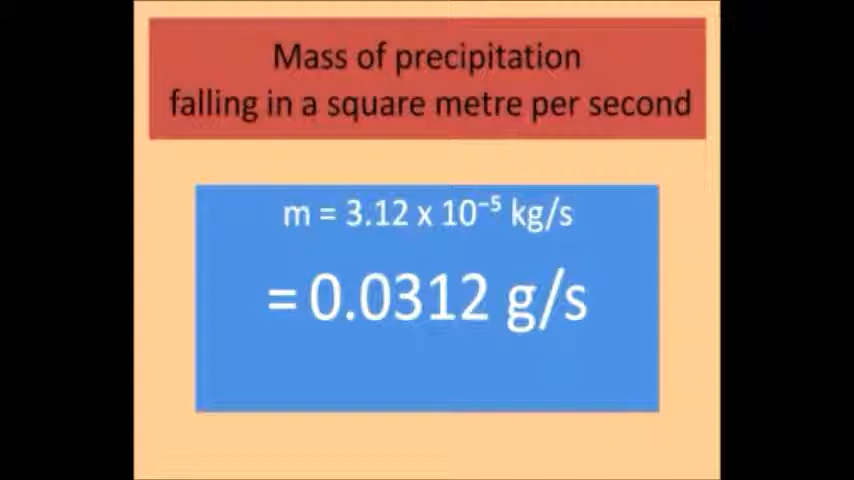 Mass of precipitation
falling in a square metre per second
m = 3.12 x 10⁻⁵ kg/s
= 0.0312 g/s